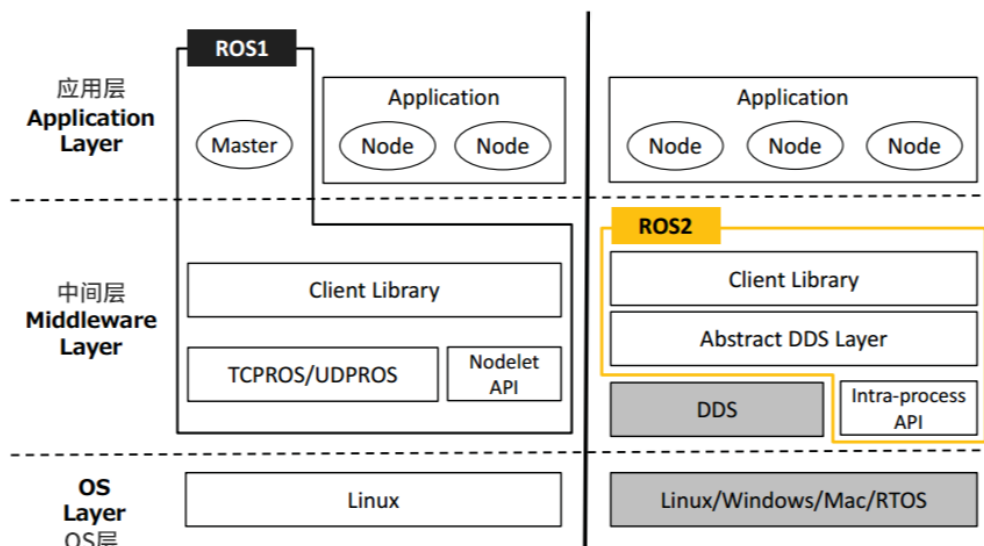 ROS1
应用层
Application
Layer
Master
Application
Node
Node
Application
Node
Node
Node
ROS2
中间层
Middleware
Layer
Client Library
TCPROS/UDPROS
Nodelet
API
Client Library
Abstract DDS Layer
DDS
Intra-process
API
OS
Layer
OS层
Linux
Linux/Windows/Mac/RTOS